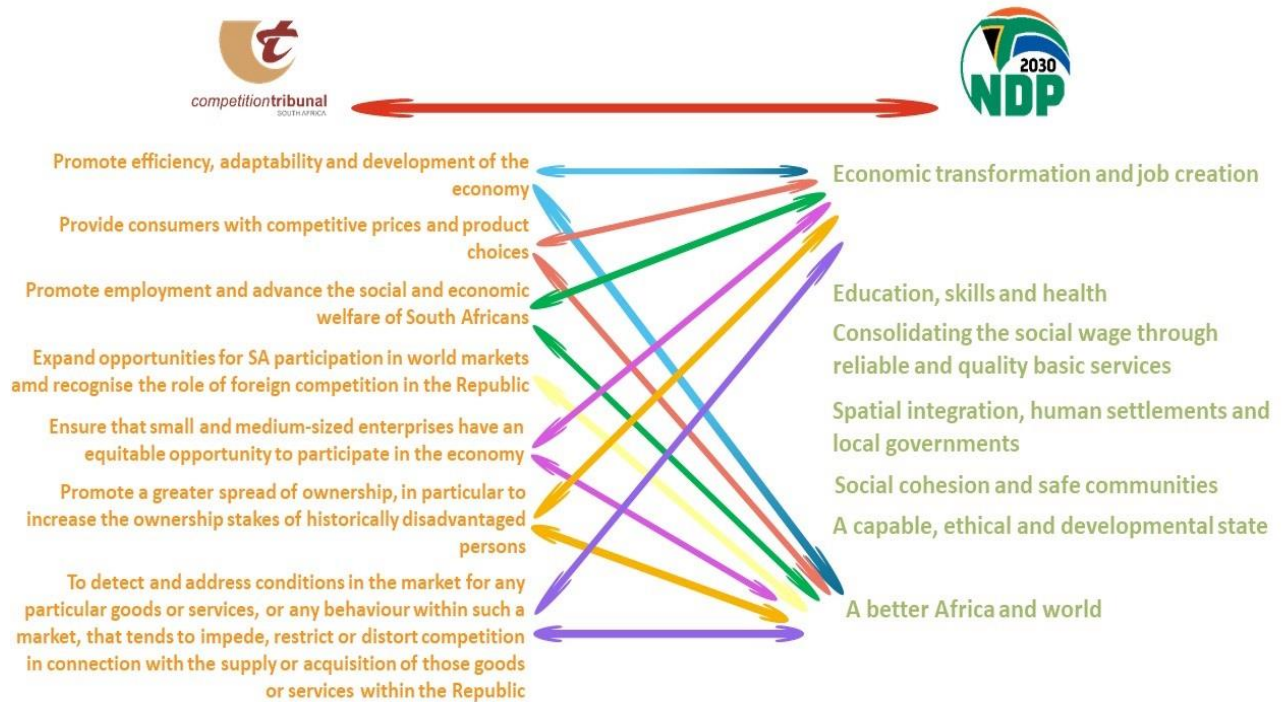 competitiontribunal
SOUTH AFRICA
2030
NDP
Promote efficiency, adaptability and development of the
economy
Provide consumers with competitive prices and product
choices
Promote employment and advance the social and economic
welfare of South Africans
Expand opportunities for SA participation in world markets
amd recognise the role of foreign competition in the Republic
Ensure that small and medium-sized enterprises have an
equitable opportunity to participate in the economy
Promote a greater spread of ownership, in particular to
increase the ownership stakes of historically disadvantaged
persons
To detect and address conditions in the market for any
particular goods or services, or any behaviour within such a
market, that tends to impede, restrict or distort competition
in connection with the supply or acquisition of those goods
or services within the Republic
Economic transformation and job creation
Education, skills and health
Consolidating the social wage through
reliable and quality basic services
Spatial integration, human settlements and
local governments
Social cohesion and safe communities
A capable, ethical and developmental state
A better Africa and world